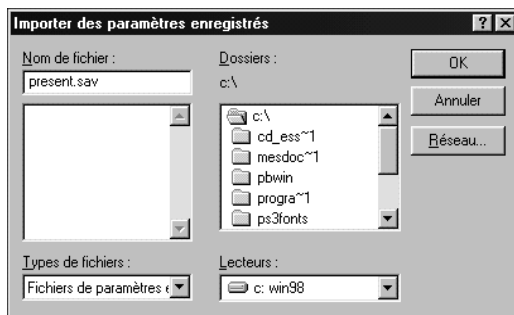 Importer des paramètres enregistrés
Nom de fichier :
present.sav
Dossiers :
c:\
c:\
cd_ess~1
mesdoc~1
pbwin
progra~1
ps3fonts
OK
Annuler
Réseau...
Types de fichiers :
Fichiers de paramètres e
Lecteurs :
c: win98